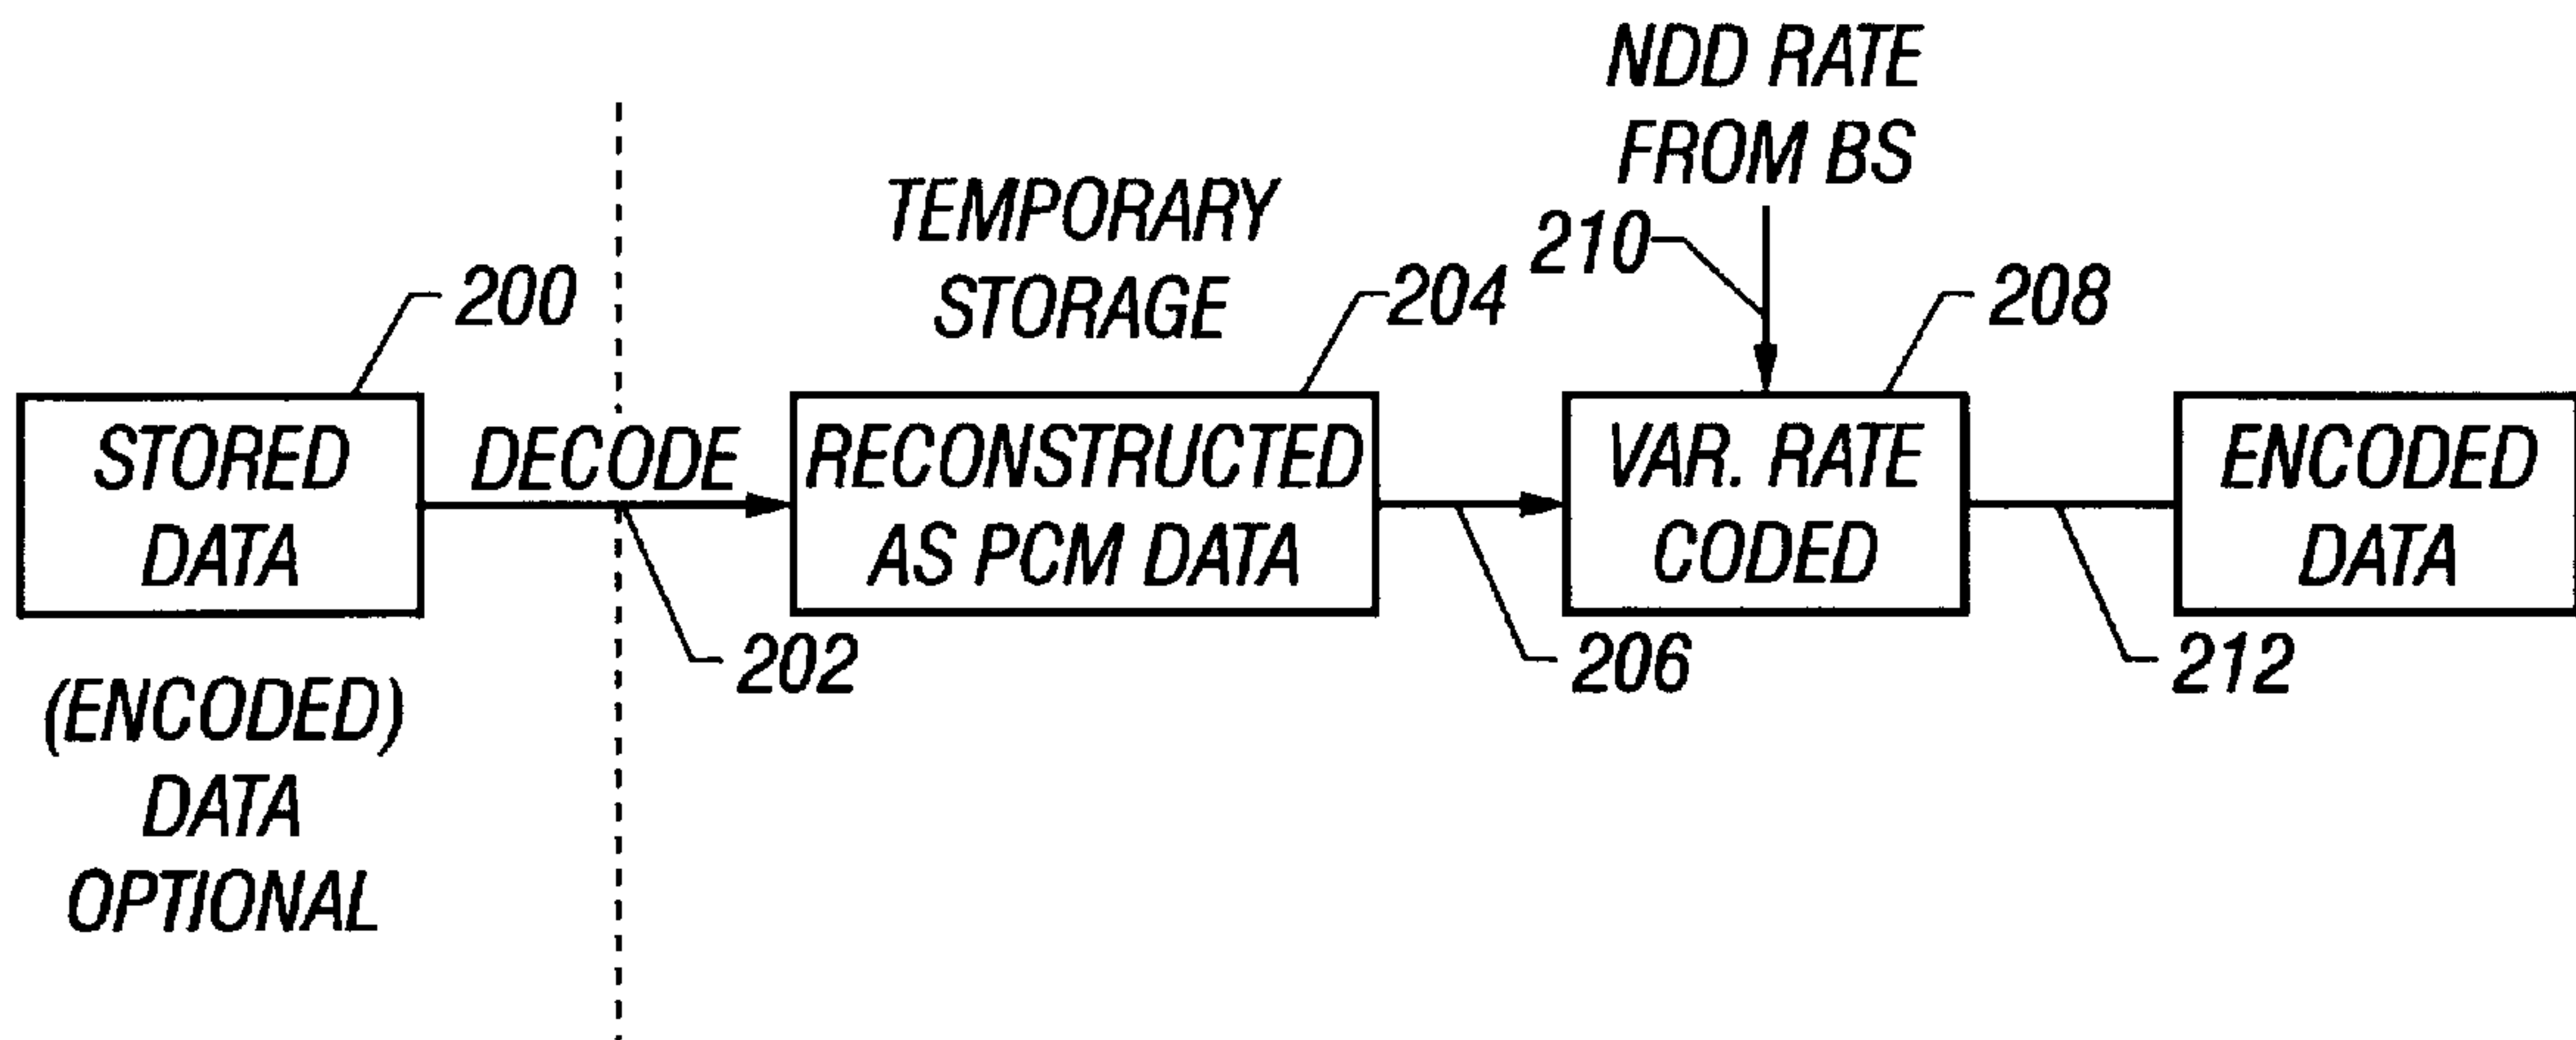 NDD RATE
FROM BS
210
TEMPORARY
STORAGE
200
204
208
STORED
DATA
DECODE
RECONSTRUCTED
AS PCM DATA
VAR. RATE
CODED
ENCODED
DATA
202
206
212
(ENCODED)
DATA
OPTIONAL